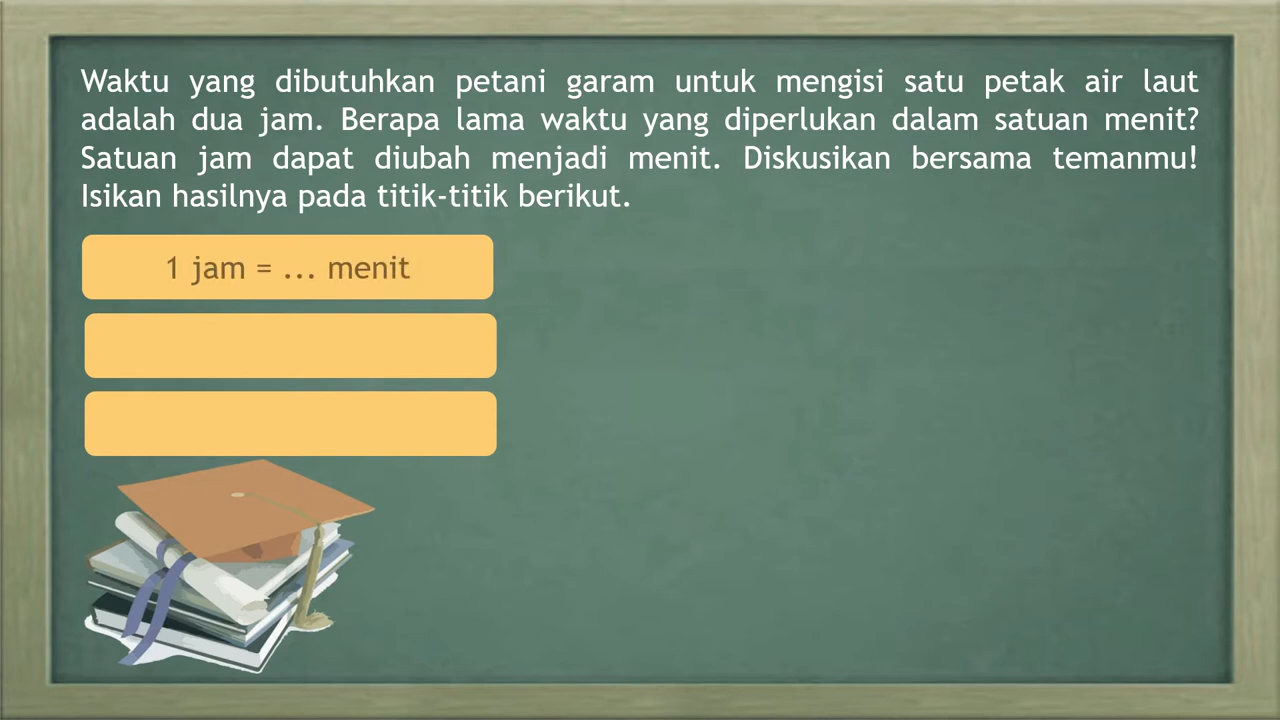 Waktu yang dibutuhkan petani garam untuk mengisi satu petak air laut
adalah dua jam. Berapa lama waktu yang diperlukan dalam satuan menit?
Satuan jam dapat diubah menjadi menit. Diskusikan bersama temanmu!
Isikan hasilnya pada titik-titik berikut.
1 jam = ... menit